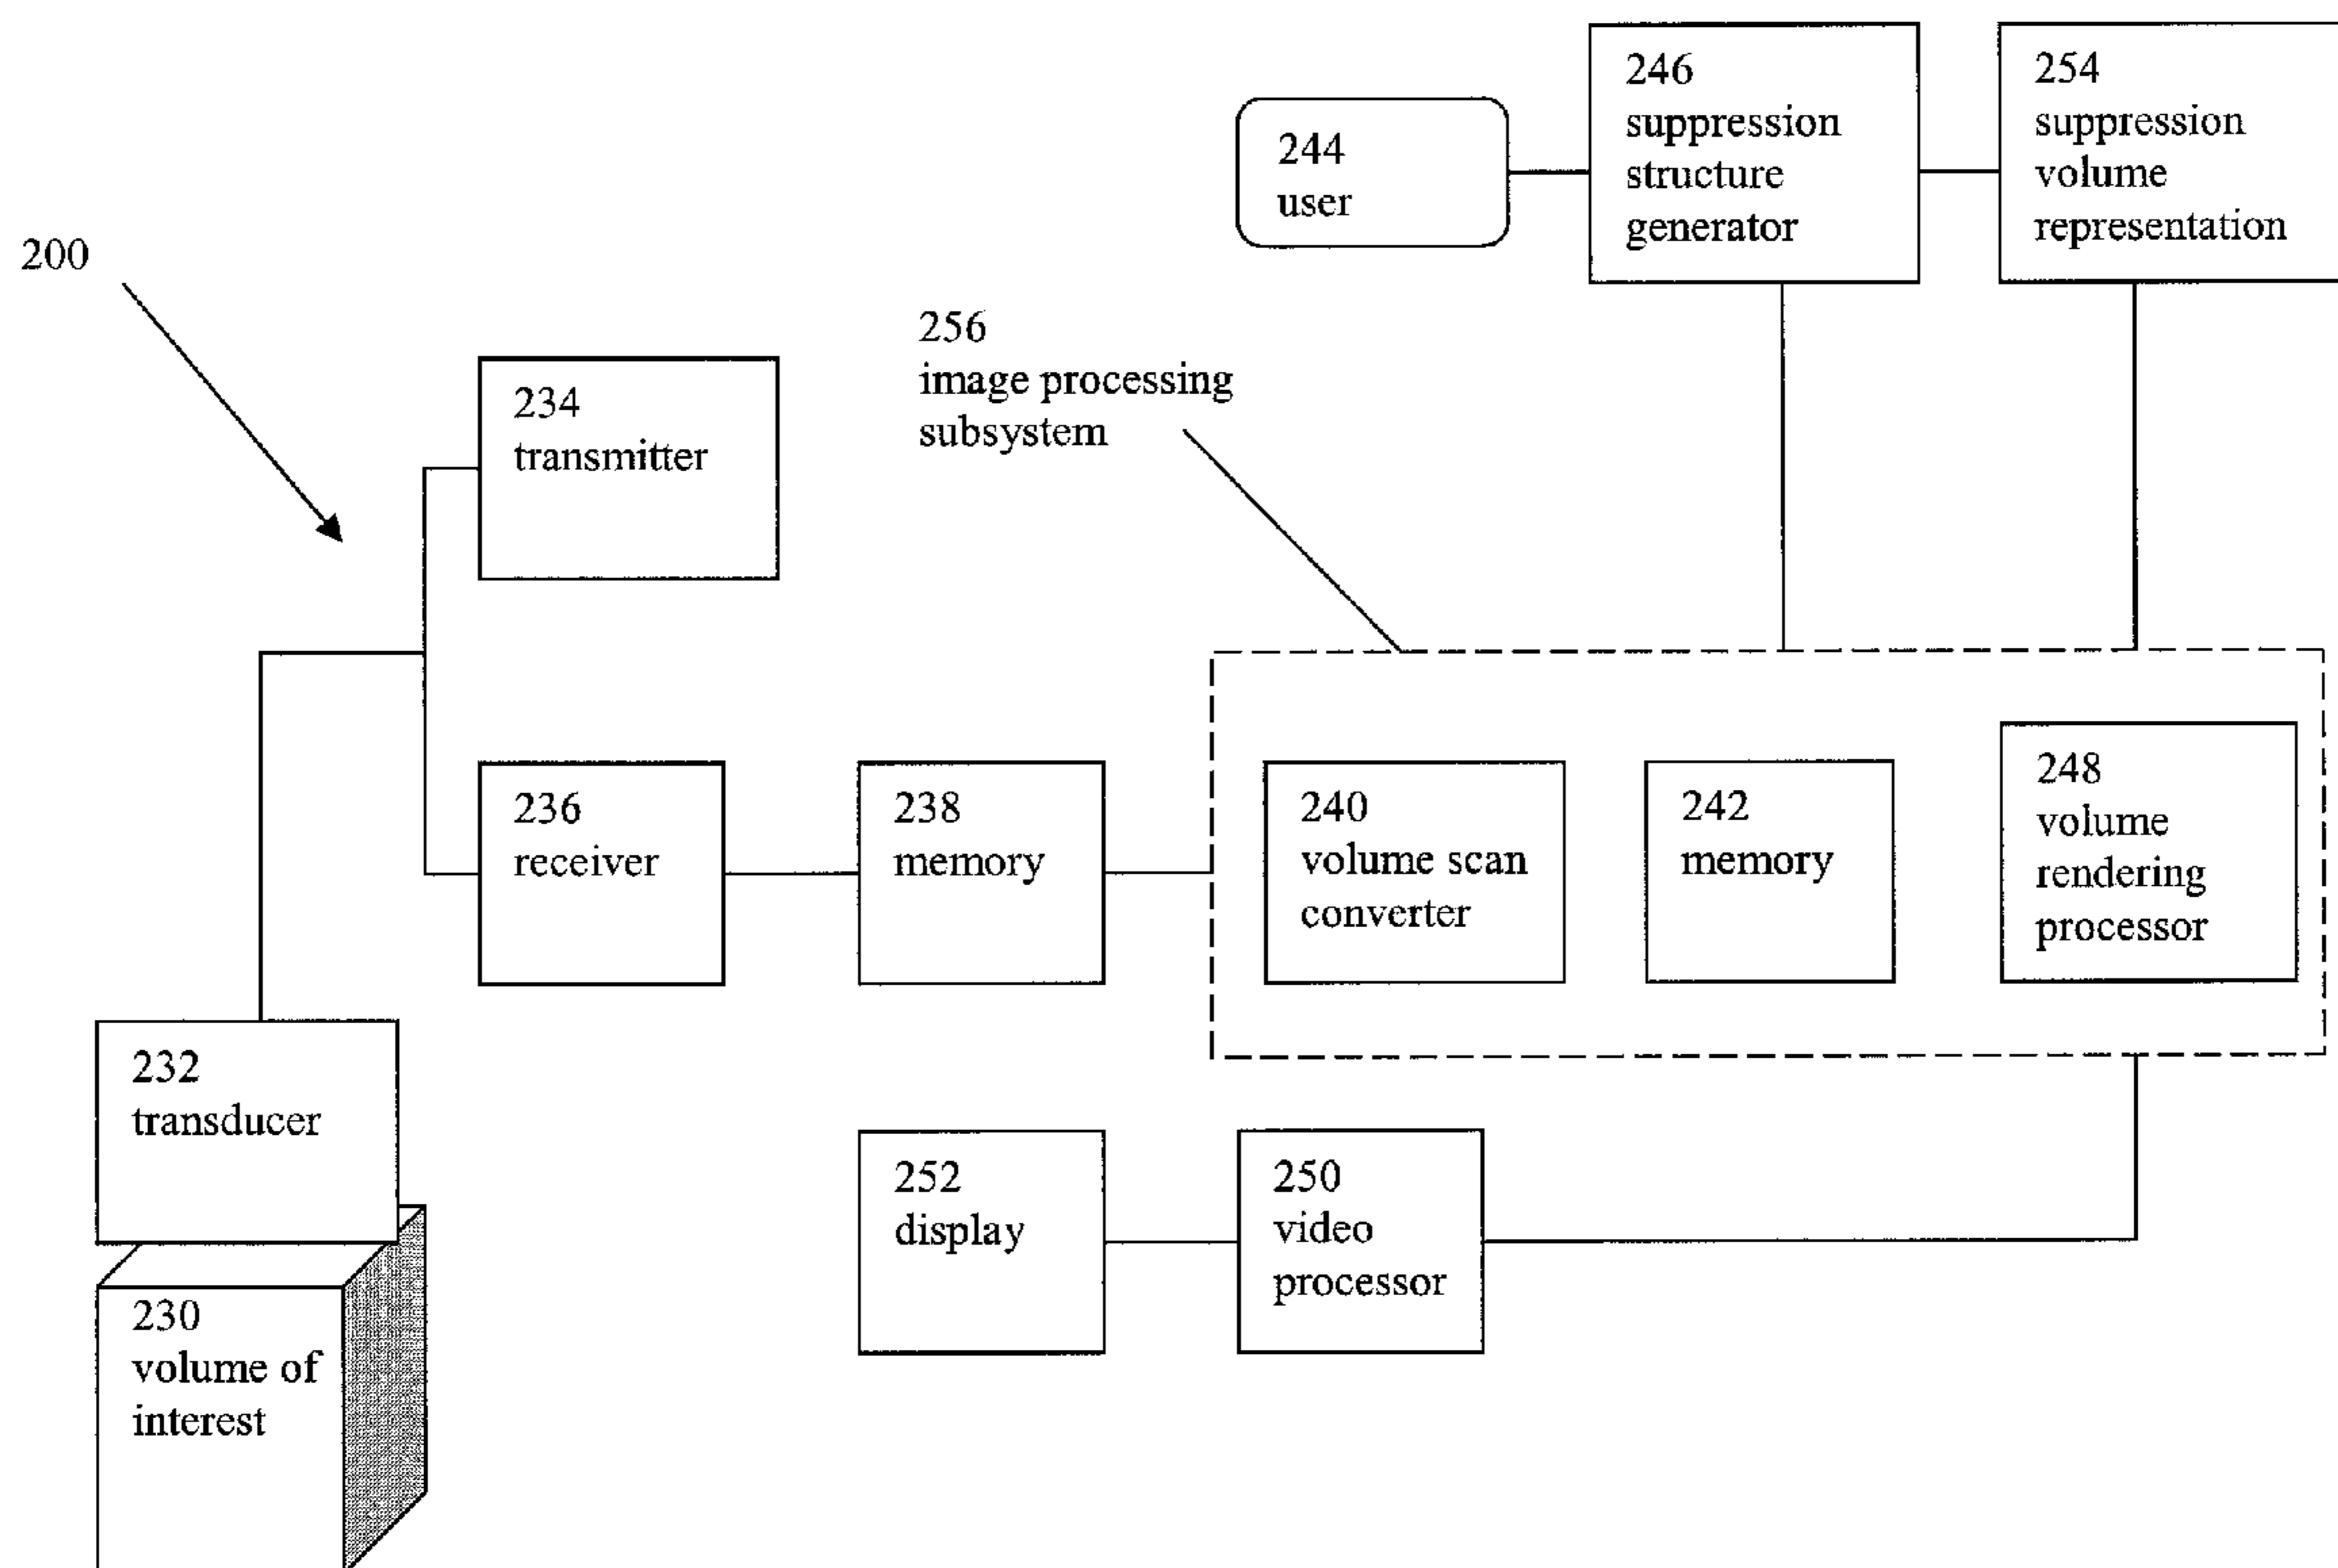 246
suppression
structure
generator
254
suppression
volume
representation
244
user
200
256
image processing
subsystem
234
transmitter
236
receiver
238
memory
240
volume scan
converter
242
memory
248
volume
rendering
processor
232
transducer
252
display
250
video
processor
230
volume of
interest